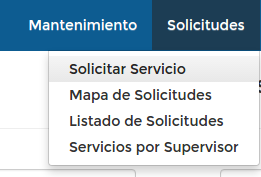 Mantenimiento Solicitudes
Solicitar Servicio
Mapa de Solicitudes
Listado de Solicitudes
Servicios por Supervisor